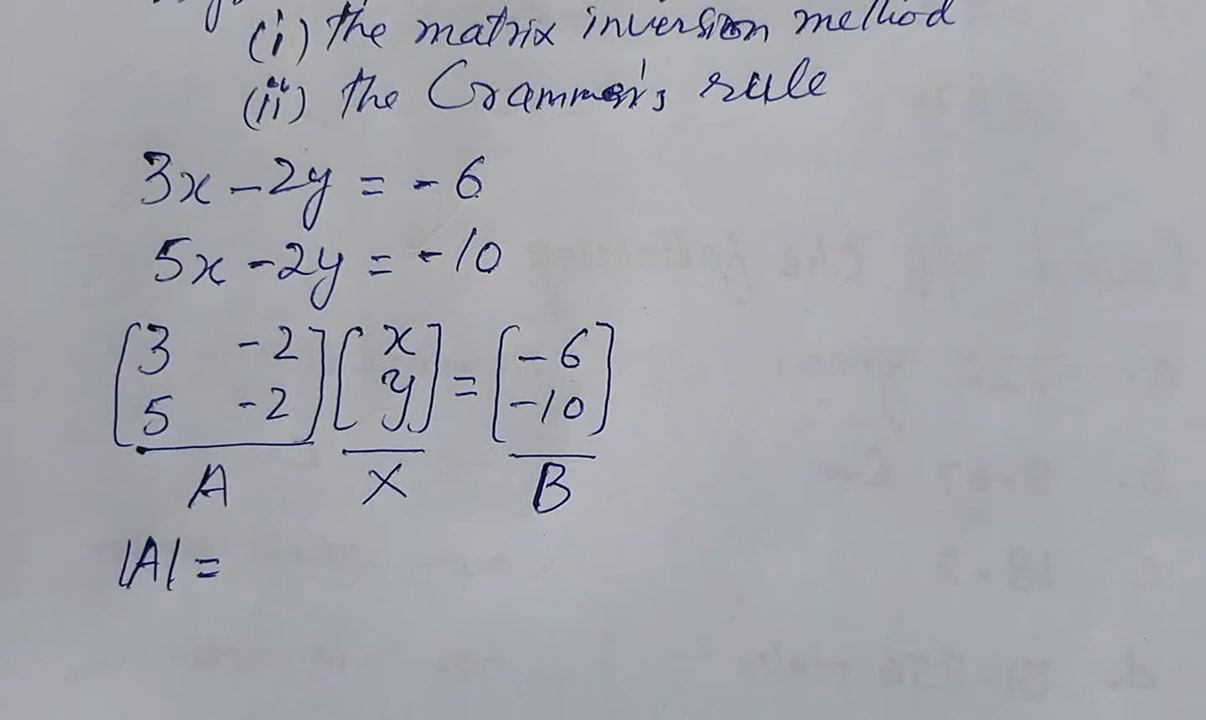 (i) the matrix inversion method
(ii) the Crammer's rule
3x - 2y = -6
5x - 2y = -10
[3 -2] [x] = [-6]
[5 -2] [y] [-10]
A X B
|A| =